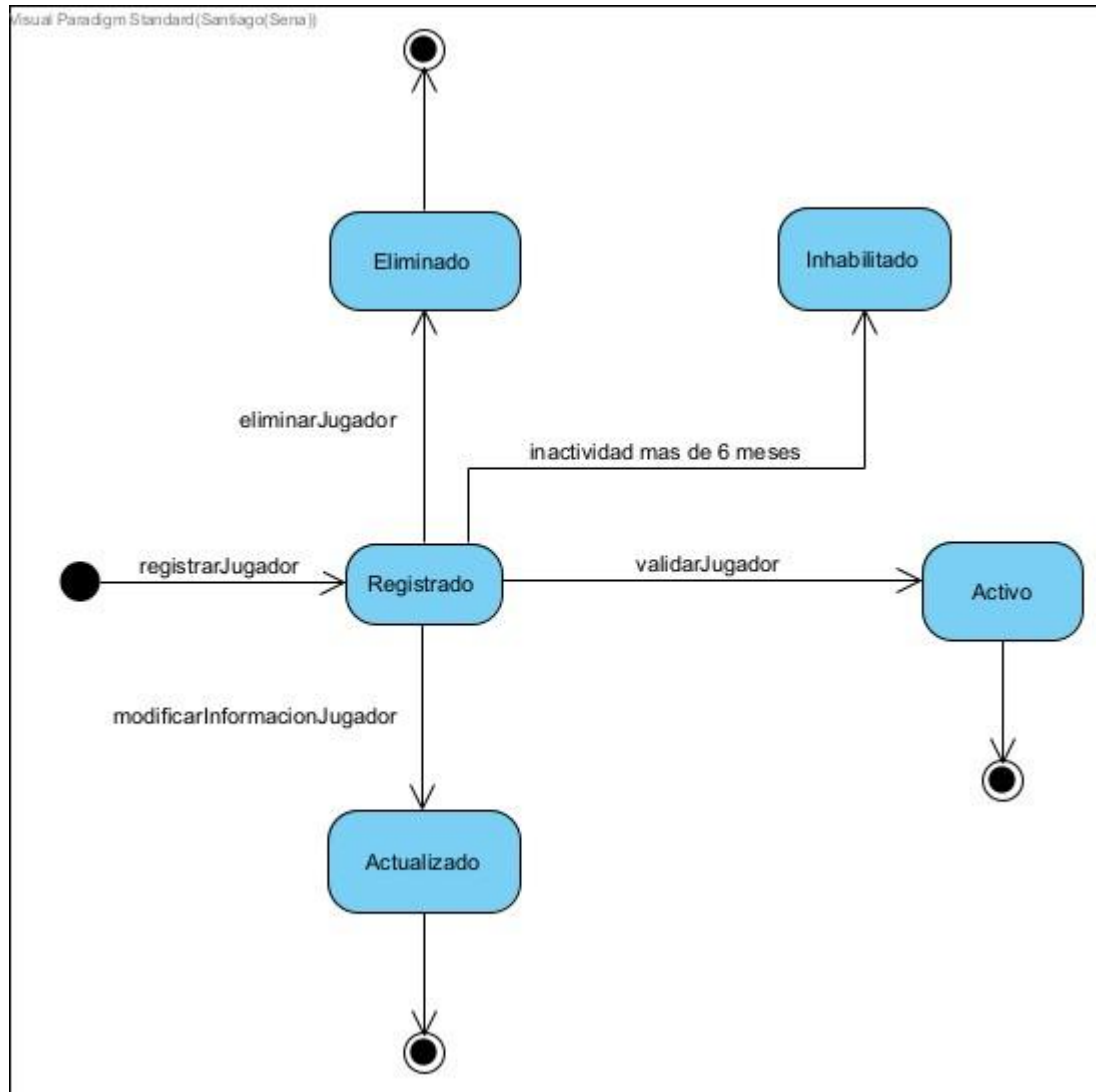 Visual Paradigm Standard(Santiago(Sena))
Eliminado
Inhabilitado
eliminarJugador
inactividad mas de 6 meses
registrarJugador
validarJugador
Registrado
Activo
modificarInformacionJugador
Actualizado